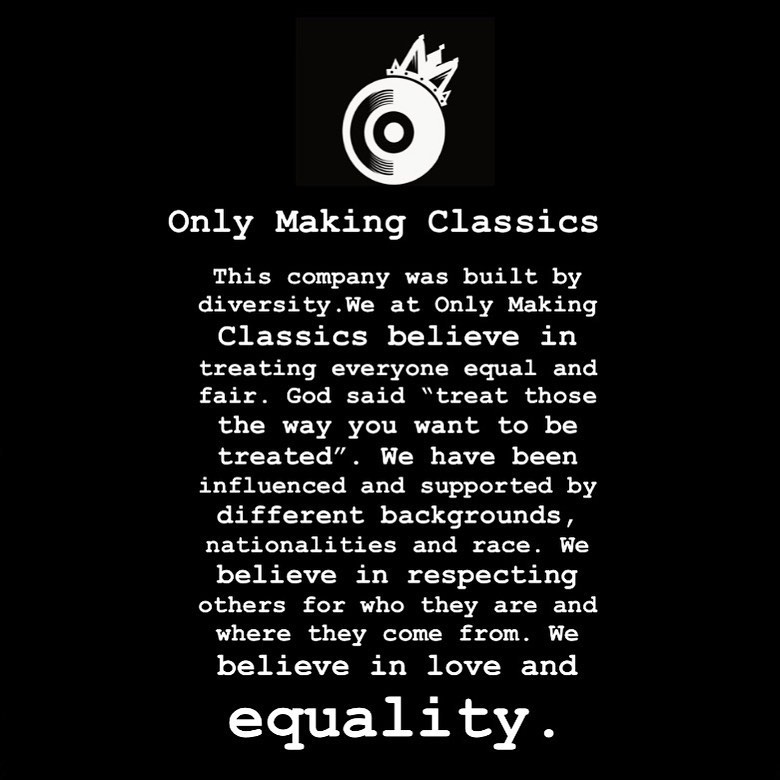 Only Making Classics
This company was built by
diversity.We at Only Making
Classics believe in
treating everyone equal and
fair. God said “treat those
the way you want to be
treated”. We have been
influenced and supported by
different backgrounds,
nationalities and race. We
believe in respecting
others for who they are and
where they come from. We
believe in love and
equality.